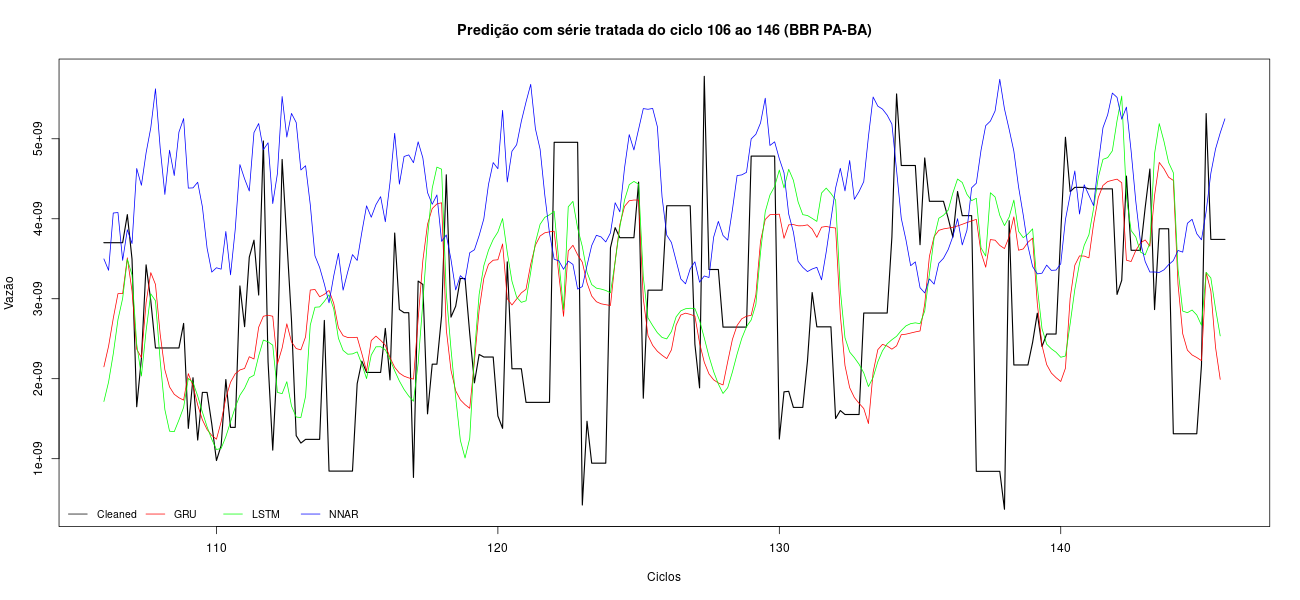 Predição com série tratada do ciclo 106 ao 146 (BBR PA-BA)
Vazão
5e+09
4e+09
3e+09
2e+09
1e+09
Cleaned GRU LSTM NNAR
110 120 130 140
Ciclos